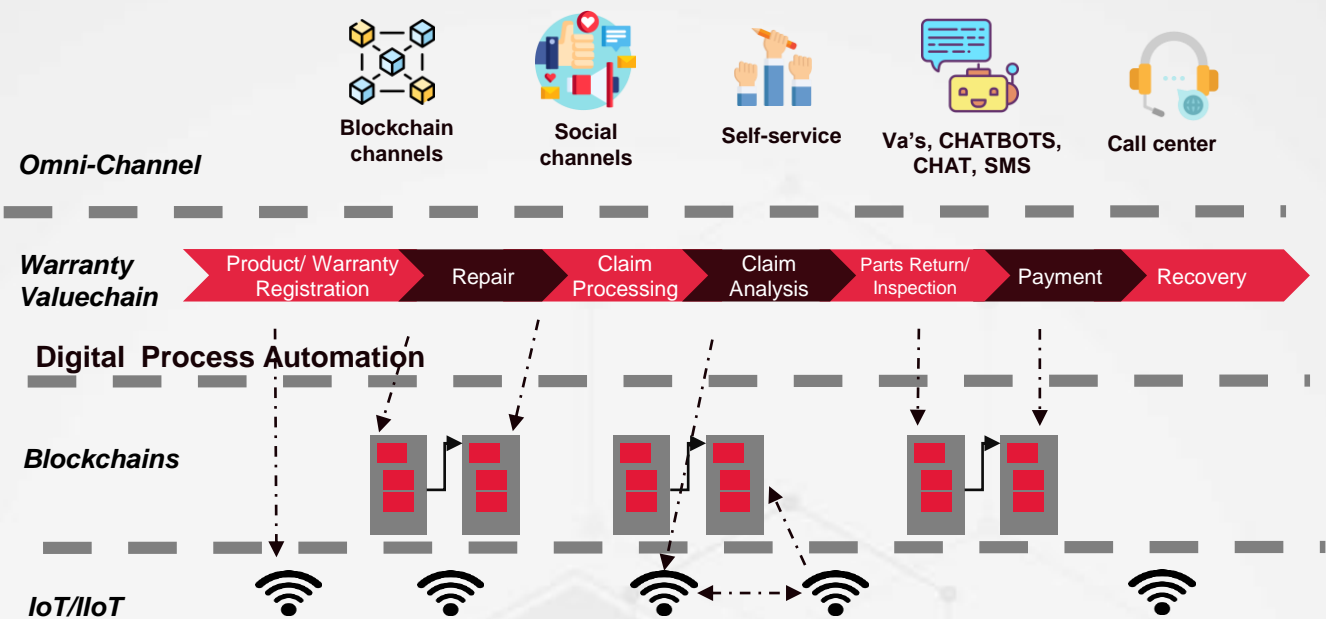 Blockchain
channels
Social
channels
Self-service
Va's, CHATBOTS,
CHAT, SMS
Call center
Omni-Channel
Warranty
Valuechain
Product/ Warranty
Registration
Repair
Claim
Processing
Claim
Analysis
Parts Return/
Inspection
Payment
Recovery
Digital Process Automation
Blockchains
IoT/IIoT